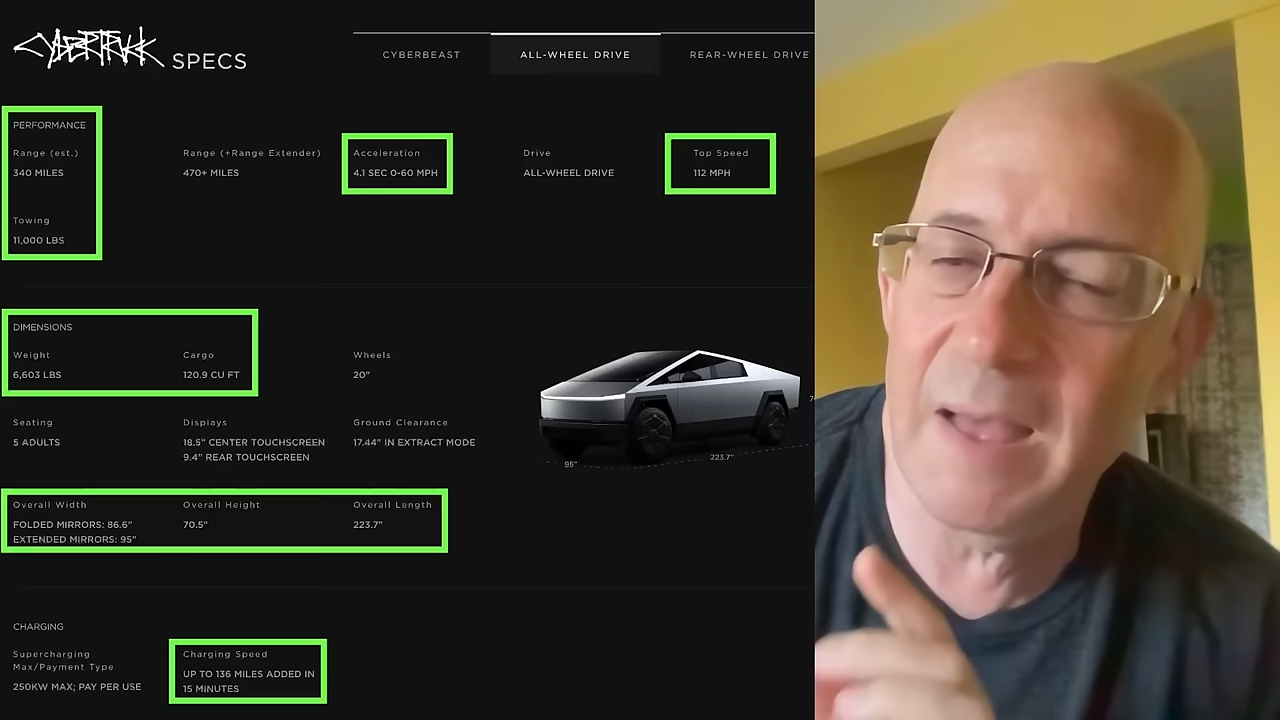 CYBERTRUCK SPECS
CYBERBEAST
ALL-WHEEL DRIVE
REAR-WHEEL DRIVE
PERFORMANCE
Range (est.)
340 MILES
Range (+Range Extender)
470+ MILES
Acceleration
4.1 SEC 0-60 MPH
Drive
ALL-WHEEL DRIVE
Top Speed
112 MPH
Towing
11,000 LBS
DIMENSIONS
Weight
6,603 LBS
Cargo
120.9 CU FT
Wheels
20"
Seating
5 ADULTS
Displays
18.5" CENTER TOUCHSCREEN
9.4" REAR TOUCHSCREEN
Ground Clearance
17.44" IN EXTRACT MODE
95"
223.7"
Overall Width
FOLDED MIRRORS: 86.6"
EXTENDED MIRRORS: 95"
Overall Height
70.5"
Overall Length
223.7"
CHARGING
Supercharging
Max/Payment Type
250KW MAX; PAY PER USE
Charging Speed
UP TO 136 MILES ADDED IN
15 MINUTES